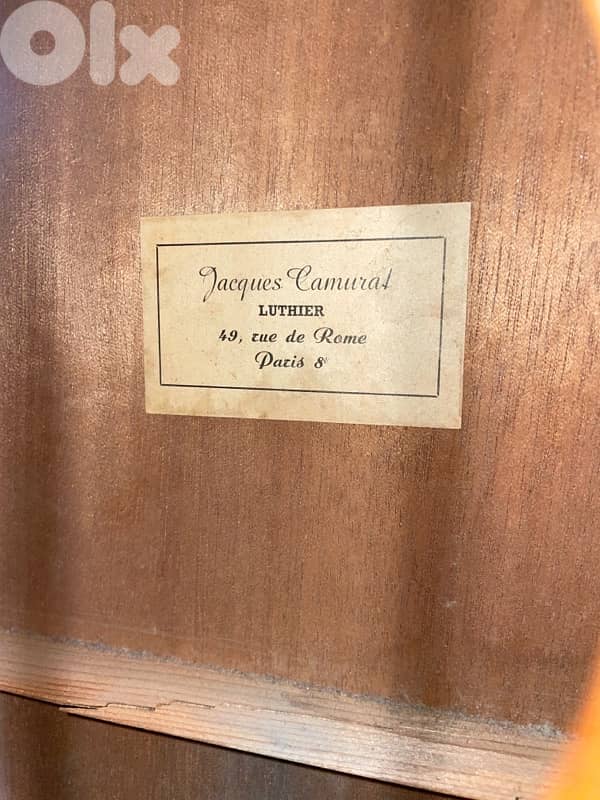 Olx
Jacques Camurat
LUTHIER
49, rue de Rome
Paris 8e